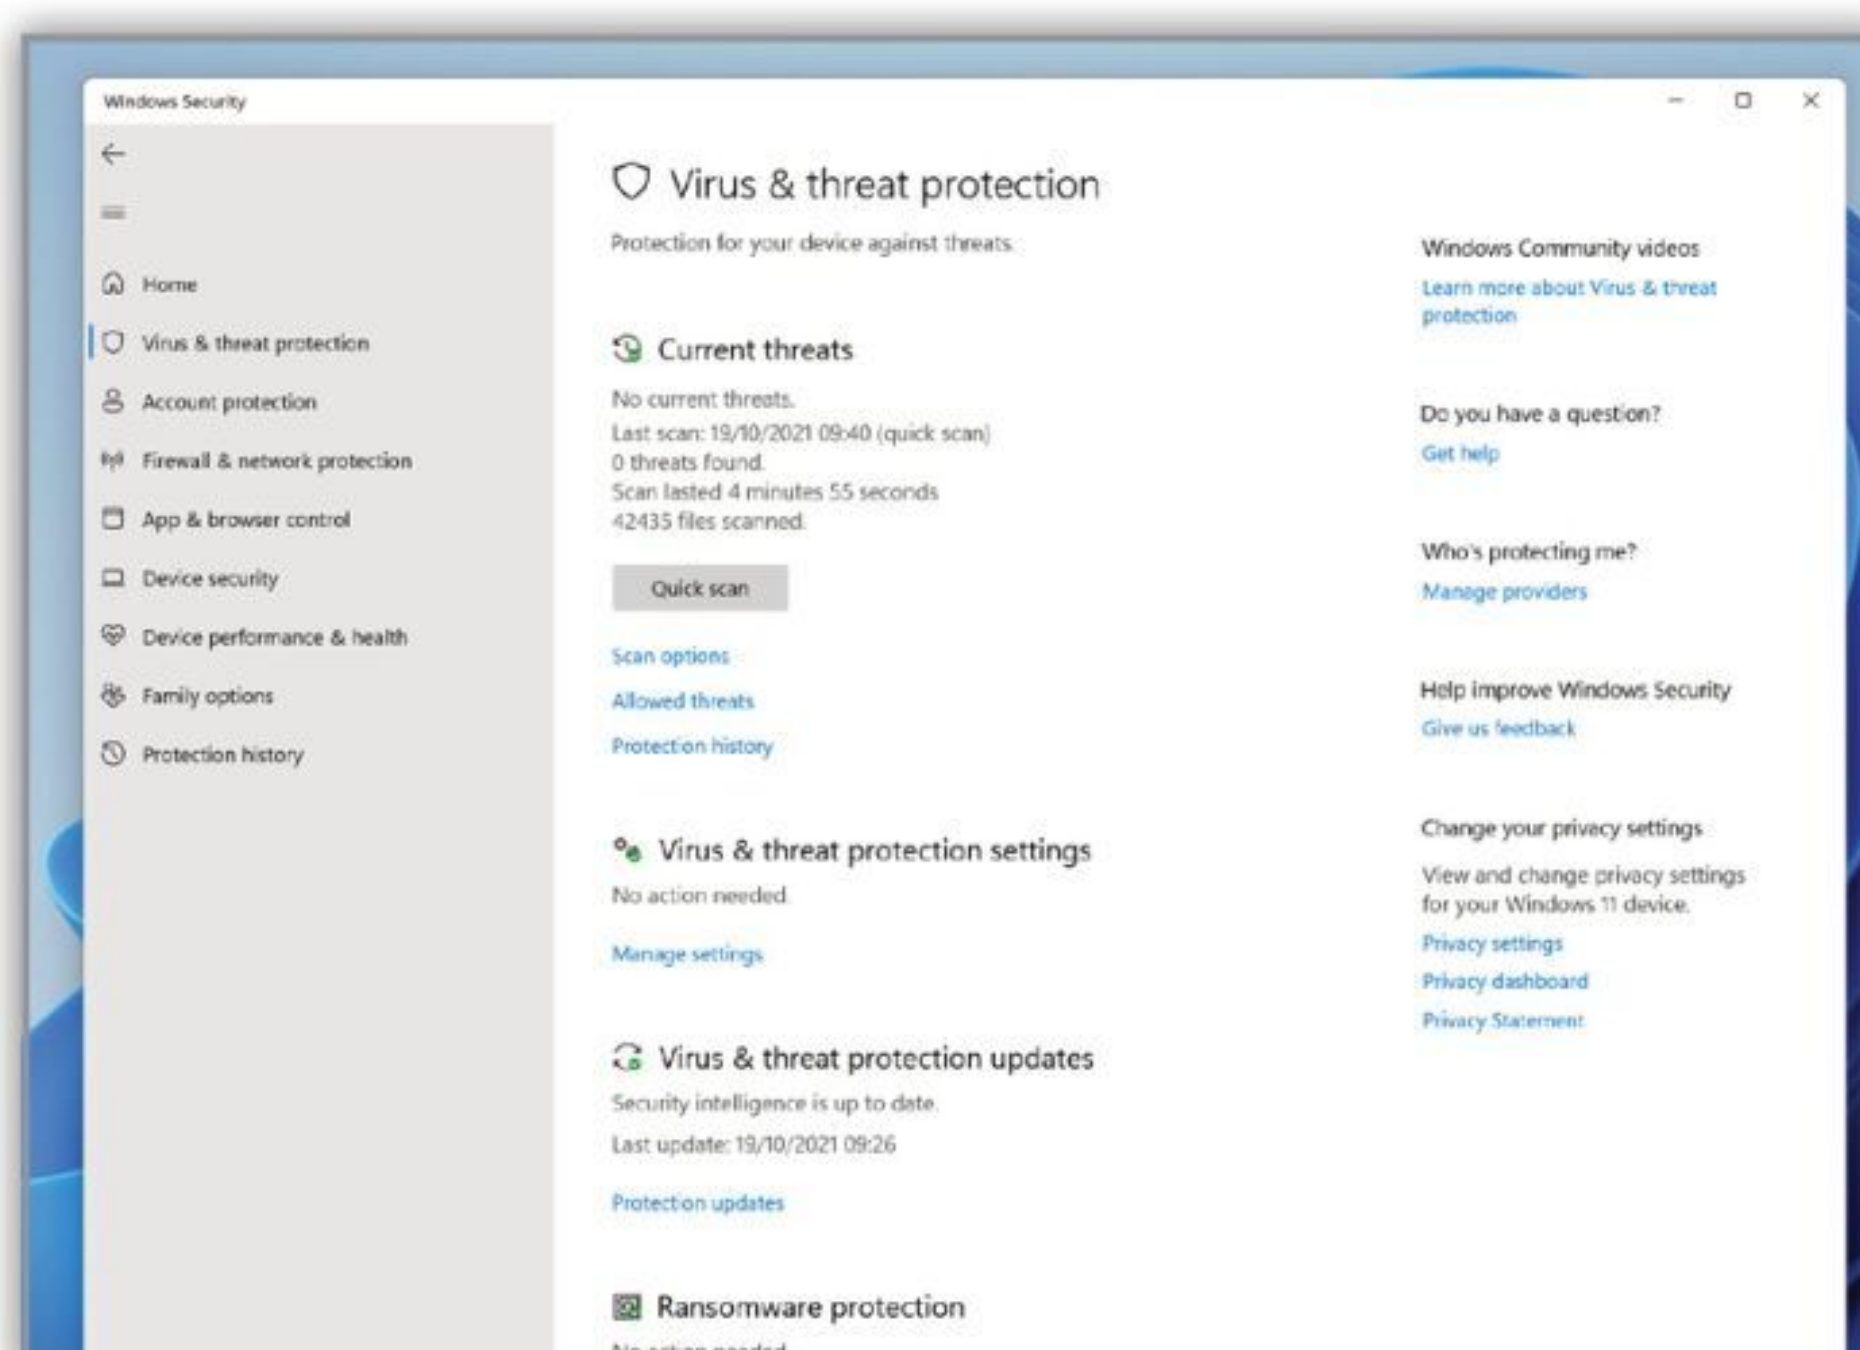 Windows Security
Home
Virus & threat protection
Account protection
Firewall & network protection
App & browser control
Device security
Device performance & health
Family options
Protection history
Virus & threat protection
Protection for your device against threats.
Current threats
No current threats.
Last scan: 19/10/2021 09:40 (quick scan)
0 threats found.
Scan lasted 4 minutes 55 seconds
42435 files scanned.
Quick scan
Scan options
Allowed threats
Protection history
Virus & threat protection settings
No action needed.
Manage settings
Virus & threat protection updates
Security intelligence is up to date.
Last update: 19/10/2021 09:26
Protection updates
Ransomware protection
No action needed.
Windows Community videos
Learn more about Virus & threat
protection
Do you have a question?
Get help
Who's protecting me?
Manage providers
Help improve Windows Security
Give us feedback
Change your privacy settings
View and change privacy settings
for your Windows 11 device.
Privacy settings
Privacy dashboard
Privacy Statement